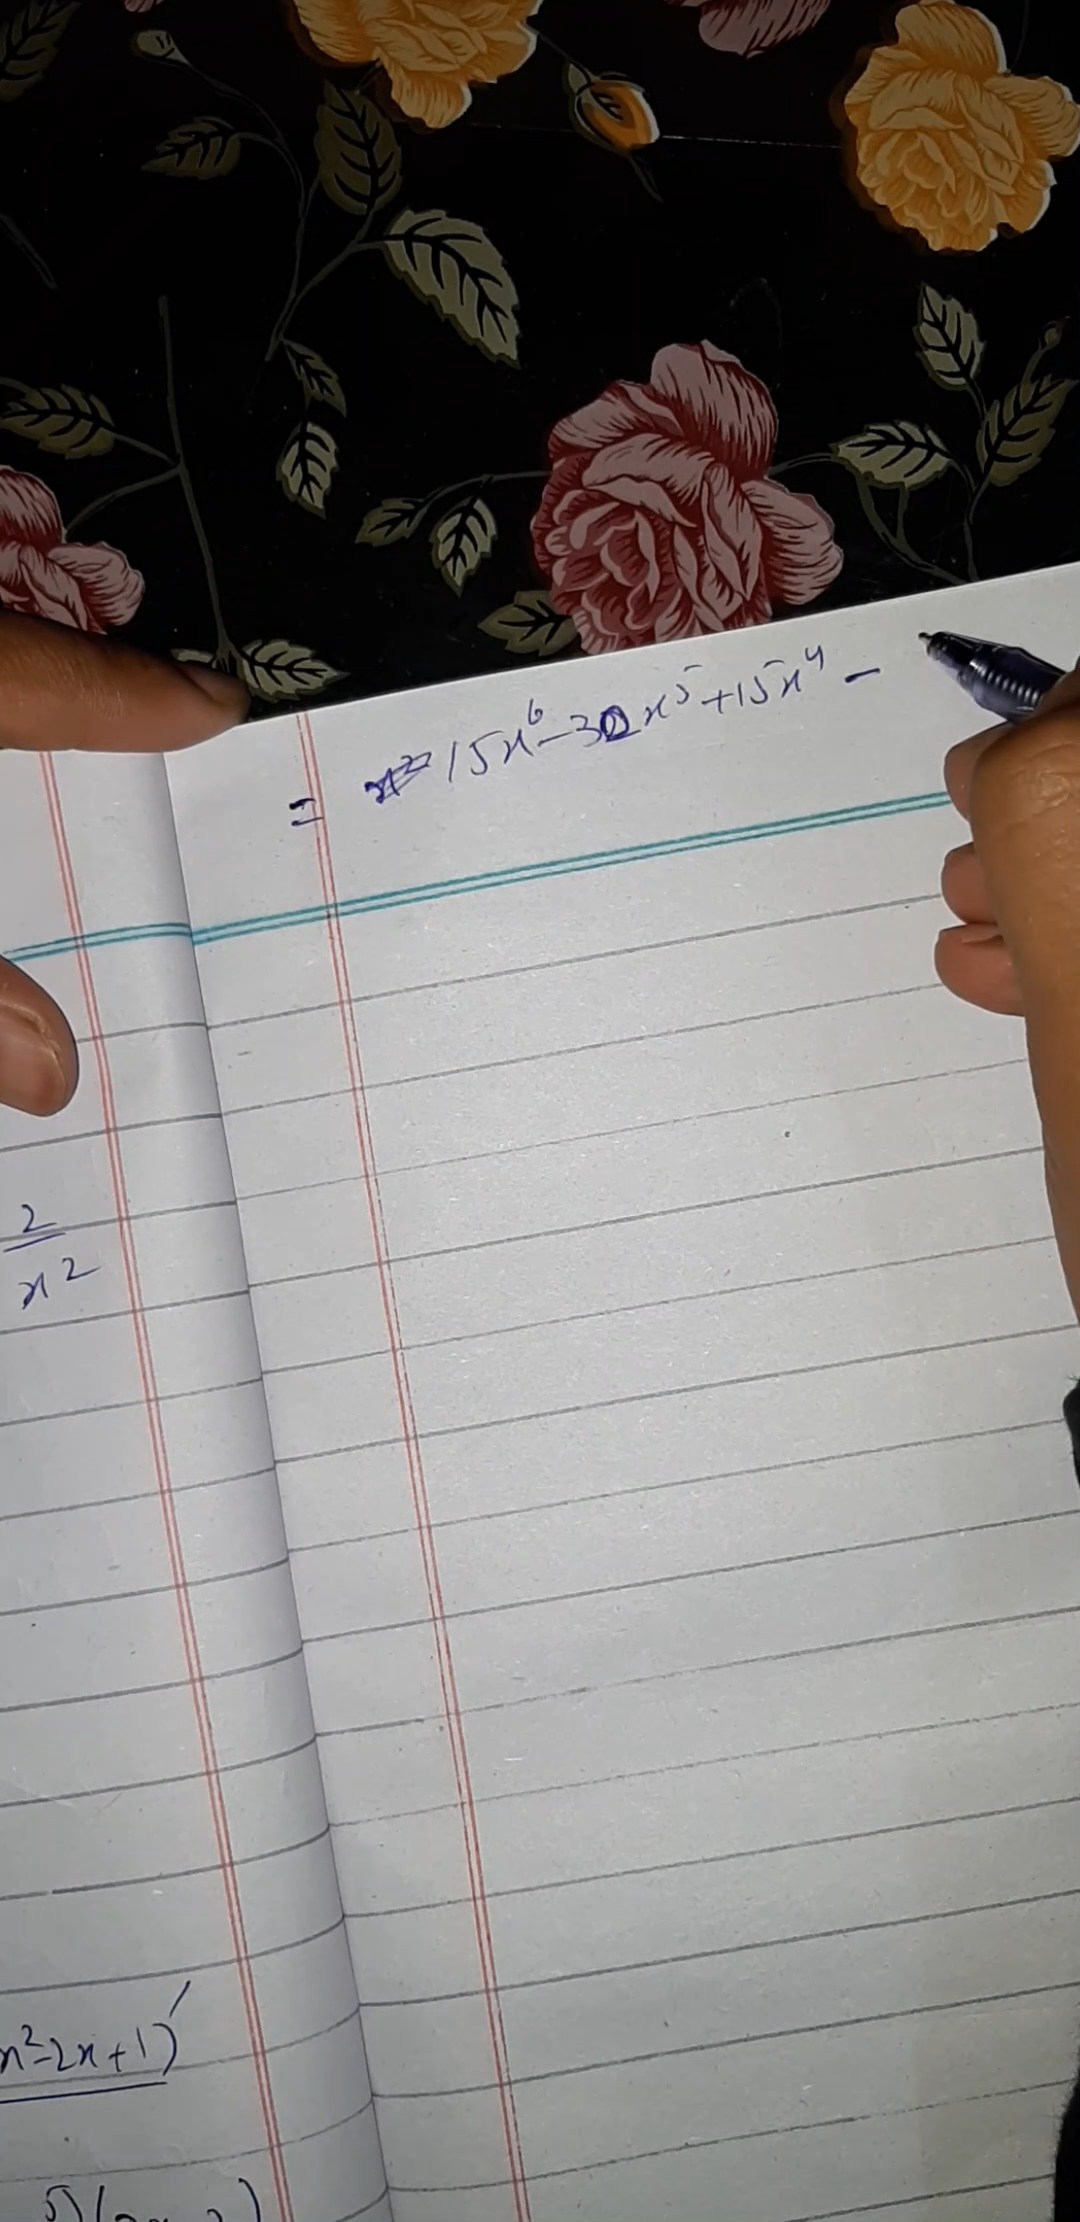 2
x2
x²-2x+1)'
= 15x⁶-30x⁵+15x⁴-